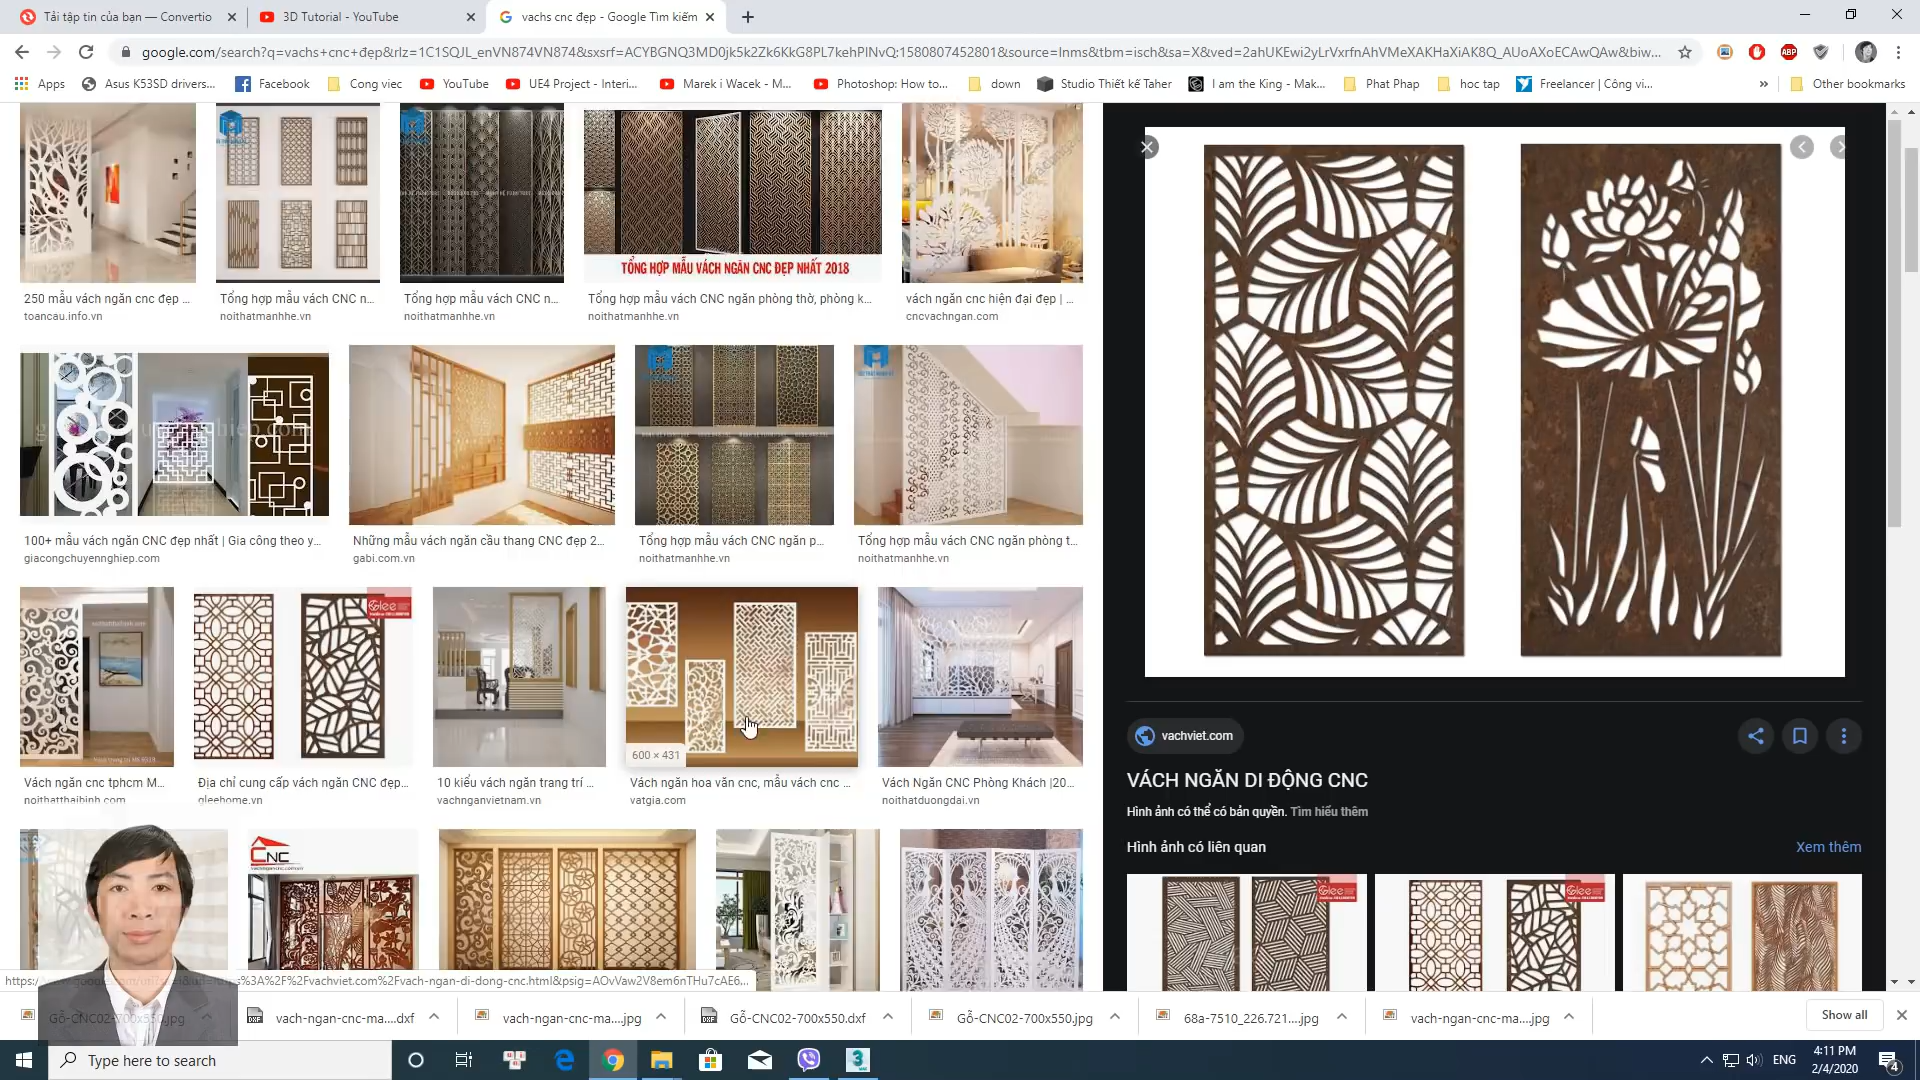 Tải tập tin của bạn — Convertio
3D Tutorial - YouTube
vachs cnc đẹp - Google Tìm kiếm
google.com/search?q=vachs+cnc+đẹp&rlz=1C1SQJL_enVN874VN874&sxsrf=ACYBGNQ3MD0jk5k2Zk6KkG8PL7kehPINvQ:1580807452801&source=lnms&tbm=isch&sa=X&ved=2ahUKEwi2yLrVxrfnAhVMeXAKHaXiAK8Q_AUoAXoECAwQAw&biw...
ABP
Apps
Asus K53SD drivers...
Facebook
Cong viec
YouTube
UE4 Project - Interi...
Marek i Wacek - M...
Photoshop: How to...
down
Studio Thiết kế Taher
I am the King - Mak...
Phat Phap
hoc tap
Freelancer | Công vi...
»
Other bookmarks
TỔNG HỢP MẪU VÁCH NGĂN CNC ĐẸP NHẤT 2018
250 mẫu vách ngăn cnc đẹp ...
toancau.info.vn
Tổng hợp mẫu vách CNC n...
noithatmanhhe.vn
Tổng hợp mẫu vách CNC n...
noithatmanhhe.vn
Tổng hợp mẫu vách CNC ngăn phòng thờ, phòng k...
noithatmanhhe.vn
vách ngăn cnc hiện đại đẹp | ...
cncvachngan.com
100+ mẫu vách ngăn CNC đẹp nhất | Gia công theo y...
giacongchuyennghiep.com
Những mẫu vách ngăn cầu thang CNC đẹp 2...
gabi.com.vn
Tổng hợp mẫu vách CNC ngăn p...
noithatmanhhe.vn
Tổng hợp mẫu vách CNC ngăn phòng t...
noithatmanhhe.vn
Glee
600 × 431
Vách ngăn cnc tphcm M...
noithatthaibinh.com
Địa chỉ cung cấp vách ngăn CNC đẹp...
gleehome.vn
10 kiểu vách ngăn trang trí ...
vachnganvietnam.vn
Vách ngăn hoa văn cnc, mẫu vách cnc ...
vatgia.com
Vách Ngăn CNC Phòng Khách |20...
noithatduongdai.vn
CNC
vachviet.com
VÁCH NGĂN DI ĐỘNG CNC
Hình ảnh có thể có bản quyền. Tìm hiểu thêm
Hình ảnh có liên quan
Xem thêm
Glee
Glee
Gỗ-CNC02-700x550.jpg
vach-ngan-cnc-ma....dxf
vach-ngan-cnc-ma....jpg
Gỗ-CNC02-700x550.dxf
Gỗ-CNC02-700x550.jpg
68a-7510_226.721....jpg
vach-ngan-cnc-ma....jpg
Show all
Type here to search
ENG
4:11 PM
2/4/2020
4